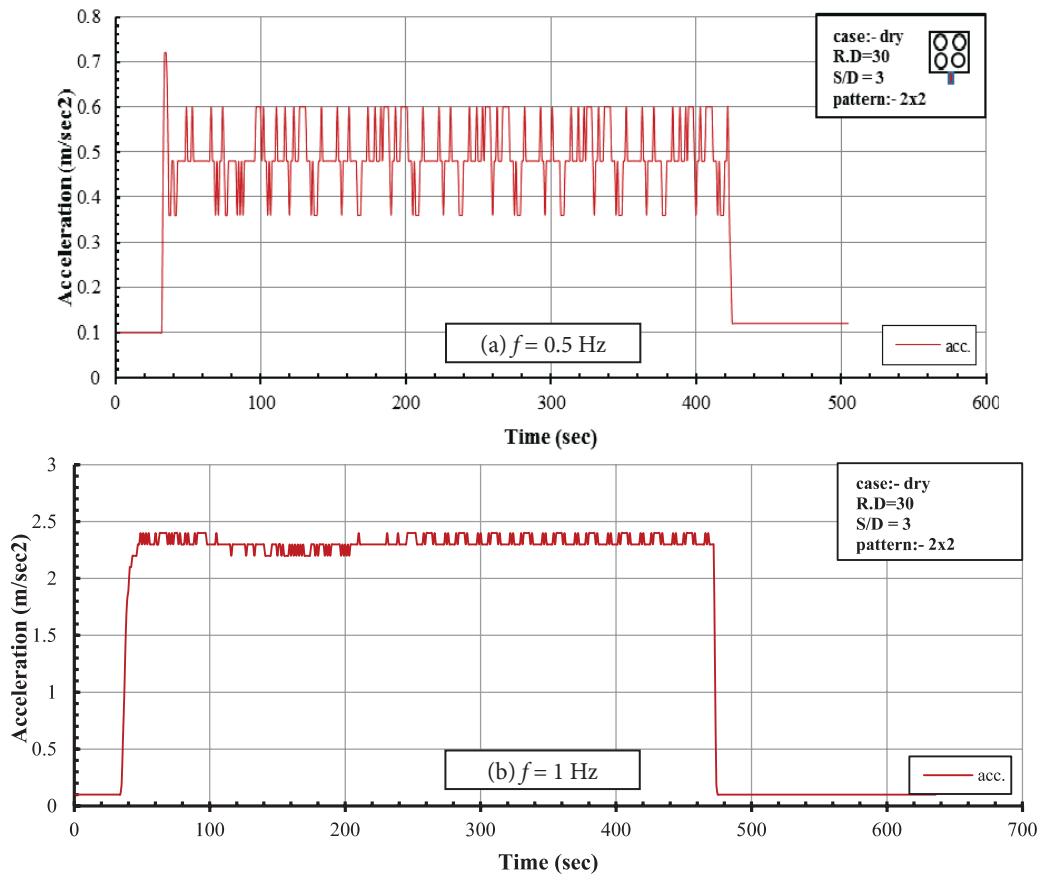 0.8
0.7
0.6
0.5
0.4
0.3
0.2
0.1
0
Acceleration (m/sec2)
case:- dry
R.D=30
S/D = 3
pattern:- 2x2
(a) f = 0.5 Hz
acc.
0 100 200 300 400 500 600
Time (sec)
3
2.5
2
1.5
1
0.5
0
Acceleration (m/sec2)
case:- dry
R.D=30
S/D = 3
pattern:- 2x2
(b) f = 1 Hz
acc.
0 100 200 300 400 500 600 700
Time (sec)